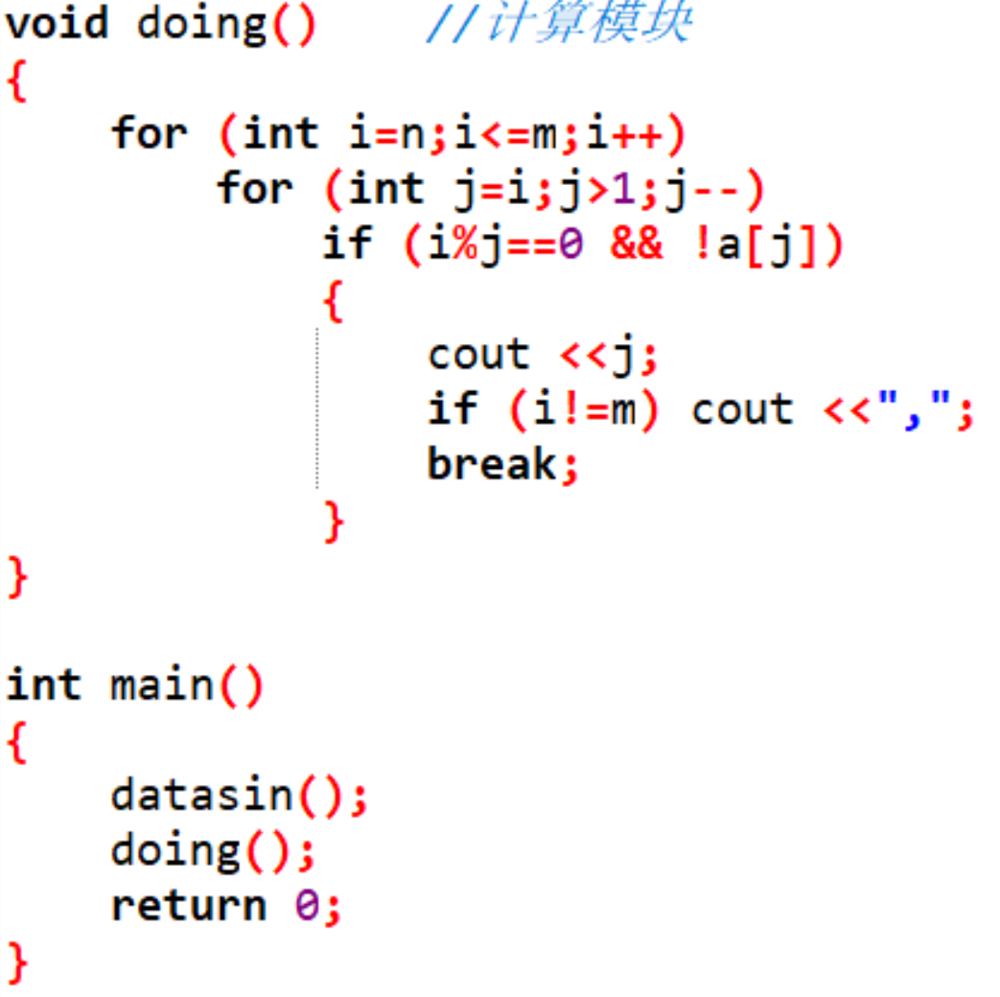 void doing()    //计算模块
{
    for (int i=n;i<=m;i++)
        for (int j=i;j>1;j--)
            if (i%j==0 && !a[j])
            {
                cout <<j;
                if (i!=m) cout <<",";
                break;
            }
}

int main()
{
    datasin();
    doing();
    return 0;
}